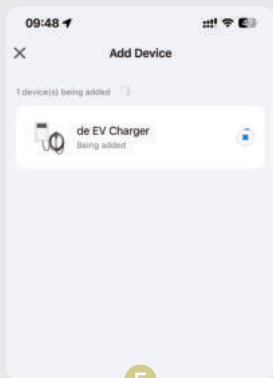 09:48
Add Device
1 device(s) being added
de EV Charger
Being added